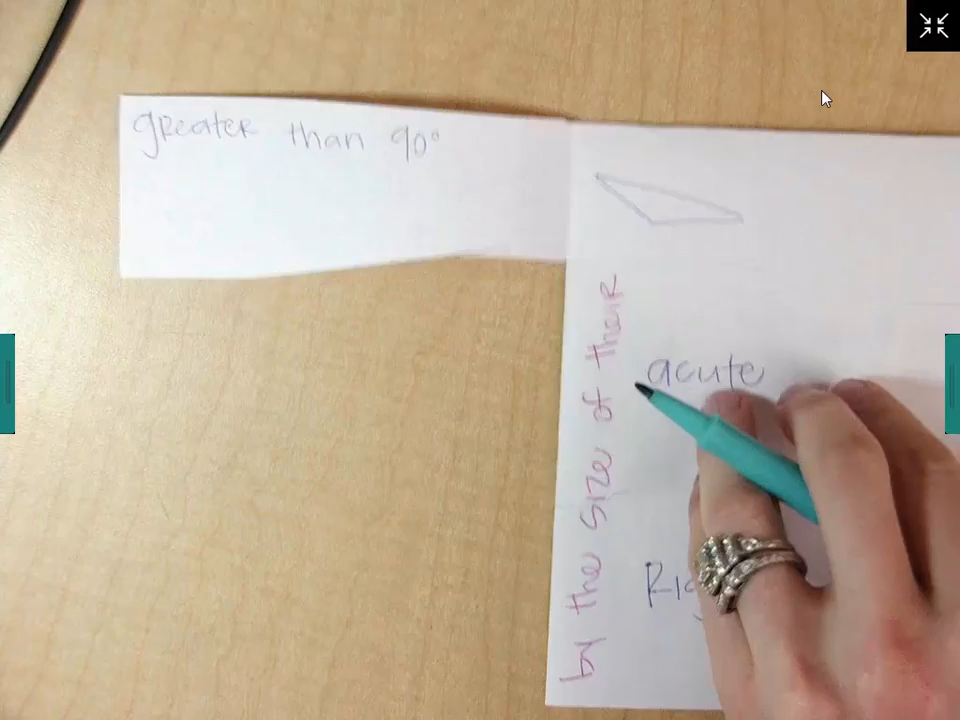 greater than 90°
by the size of their
acute